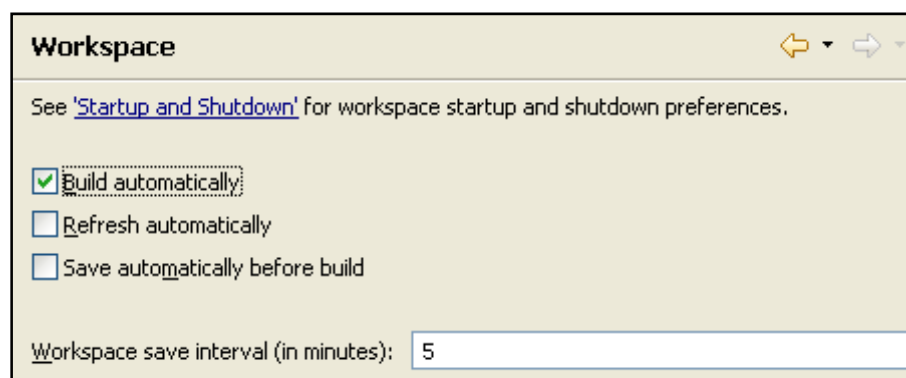 Workspace
See 'Startup and Shutdown' for workspace startup and shutdown preferences.
Build automatically
Refresh automatically
Save automatically before build
Workspace save interval (in minutes): 5